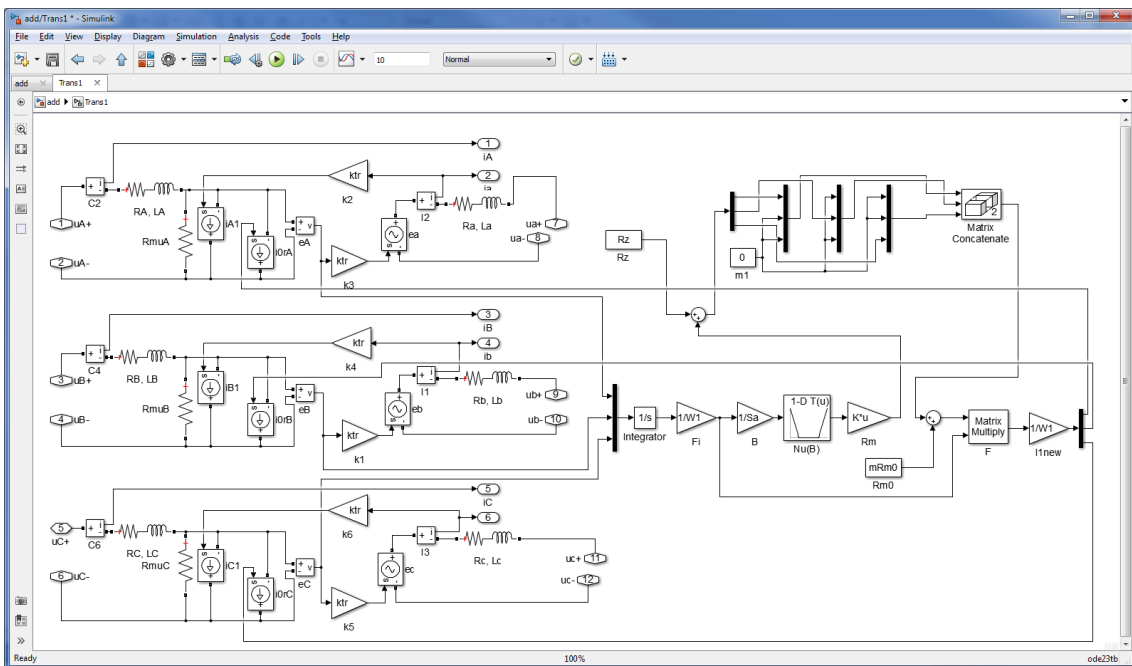 add/Trans1 * - Simulink
File Edit View Display Diagram Simulation Analysis Code Tools Help
10
Normal
add
Trans1
add Trans1
1
iA
C2
RA, LA
k2
ktr
2
ia
I2
Ra, La
1
uA+
RmuA
iA1
i0rA
eA
v
ea
ua+
7
ua-
8
2
uA-
ktr
k3
Rz
Rz
0
m1
2
Matrix
Concatenate
3
iB
C4
RB, LB
ktr
k4
4
ib
I1
Rb, Lb
3
uB+
RmuB
iB1
i0rB
eB
v
eb
ub+
9
ub-
10
4
uB-
ktr
k1
1/s
Integrator
1/W1
Fi
1/Sa
B
1-D T(u)
Nu(B)
K*u
Rm
mRm0
Rm0
Matrix
Multiply
F
1/W1
I1new
5
iC
5
uC+
C6
RC, LC
ktr
k6
6
I3
Rc, Lc
RmuC
iC1
i0rC
eC
v
ec
uc+
11
uc-
12
6
uC-
ktr
k5
Ready
100%
ode23tb